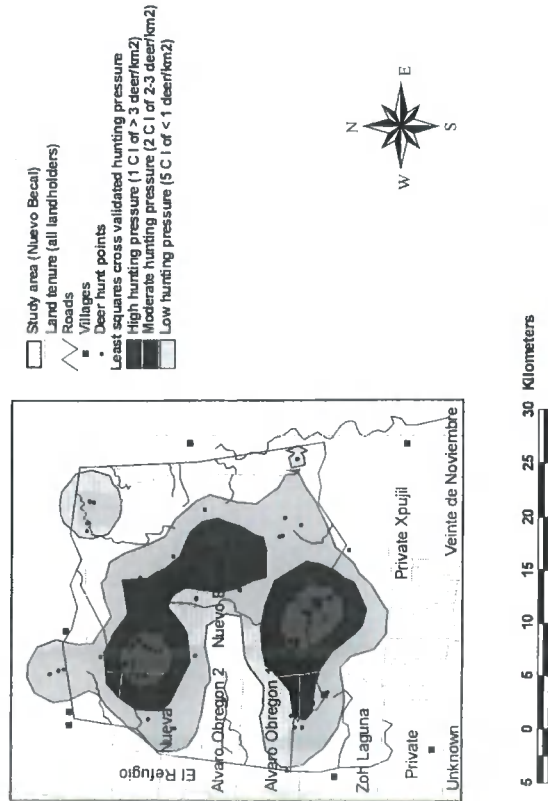 Study area (Nuevo Becal)
Land tenure (all landholders)
Roads
Villages
Deer hunt points
Least squares cross validated hunting pressure
High hunting pressure (1 C I of > 3 deer/km2)
Moderate hunting pressure (2 C I of 2-3 deer/km2)
Low hunting pressure (5 C I of < 1 deer/km2)
N
W
E
S
El Refugio
Nueva
Alvaro Obregon 2
Nuevo
Alvaro Obregon 1
Zoh Laguna
Private
Unknown
Private Xpujil
Veinte de Noviembre
5 0 5 10 15 20 25 30 Kilometers